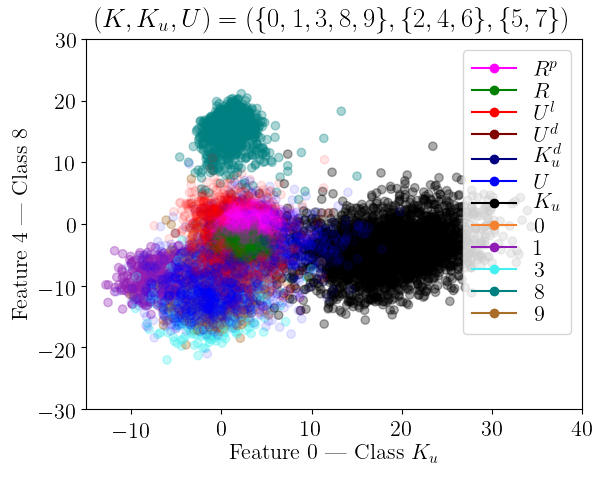 (K, K_u, U) = ({0, 1, 3, 8, 9}, {2, 4, 6}, {5, 7})
30
20
10
0
−10
−20
−30
Feature 4 — Class 8
R^p
R
U^l
U^d
K_u^d
U
K_u
0
1
3
8
9
−10 0 10 20 30 40
Feature 0 — Class K_u